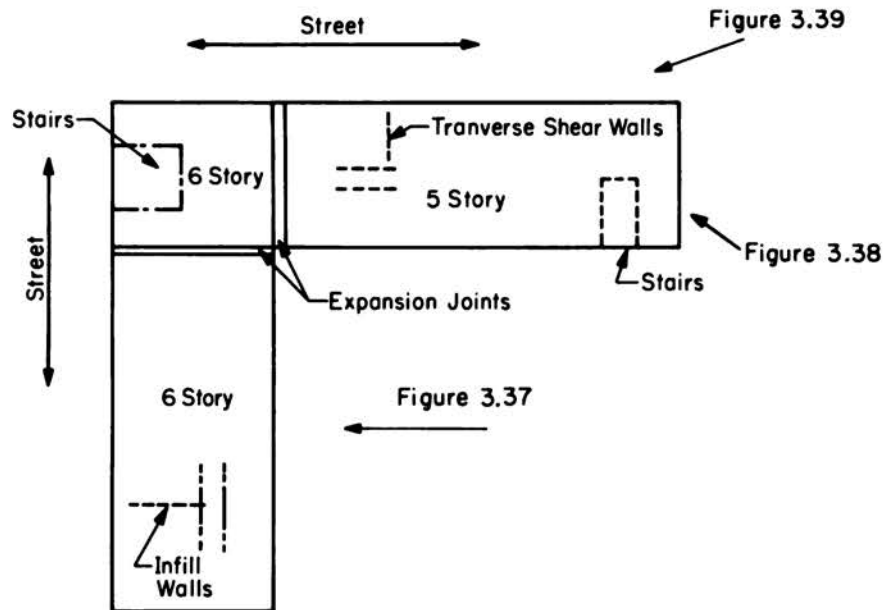 Street
Figure 3.39
Stairs
Tranverse Shear Walls
6 Story
5 Story
Street
Figure 3.38
Stairs
Expansion Joints
6 Story
Figure 3.37
Infill
Walls